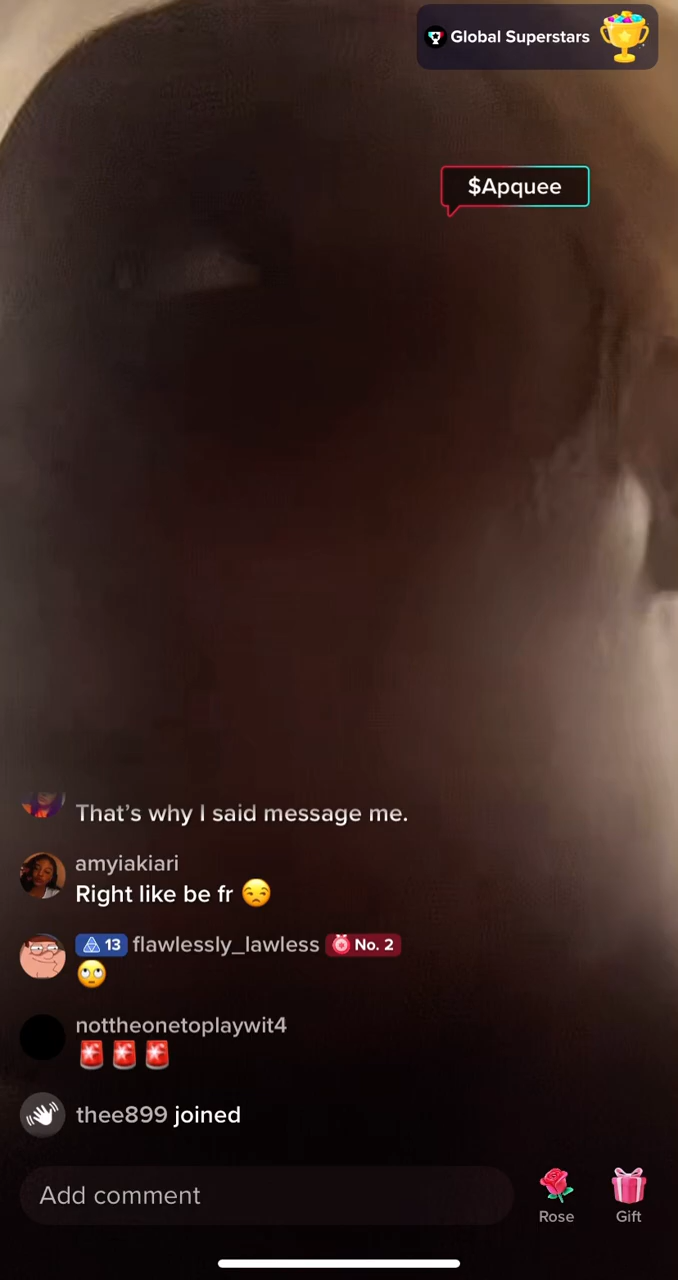 Global Superstars
$Apquee
That’s why I said message me.
amyiakiari
Right like be fr 😒
13 flawlessly_lawless No. 2
🙄
nottheonetoplaywit4
🚨 🚨 🚨
thee899 joined
Add comment
Rose
Gift